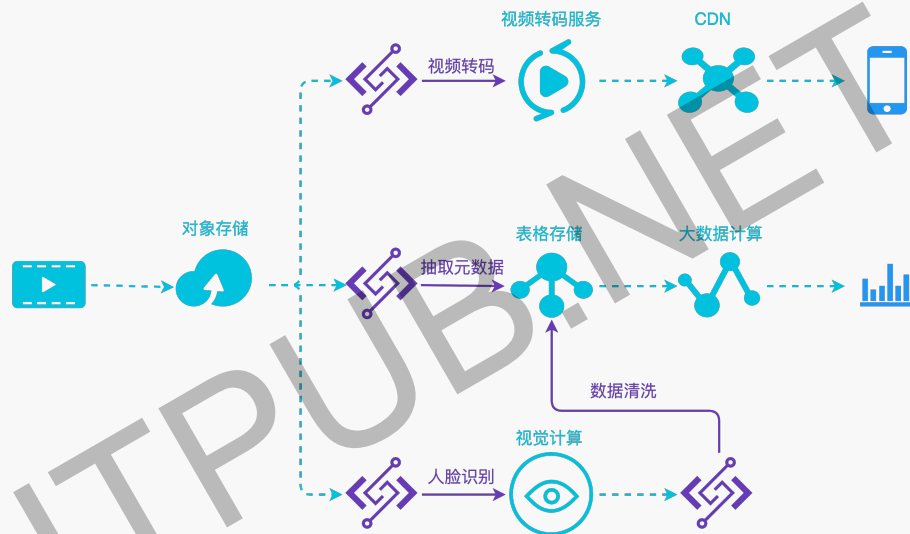 视频转码服务
CDN
视频转码
对象存储
表格存储
大数据计算
抽取元数据
数据清洗
视觉计算
人脸识别
ITPUB.NET